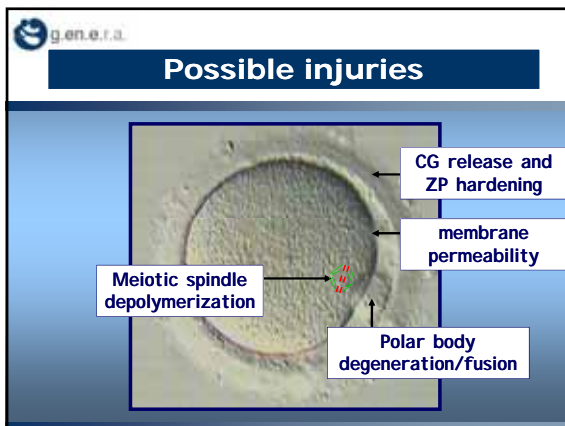 g.en.e.r.a.
Possible injuries
CG release and
ZP hardening
membrane
permeability
Meiotic spindle
depolymerization
Polar body
degeneration/fusion